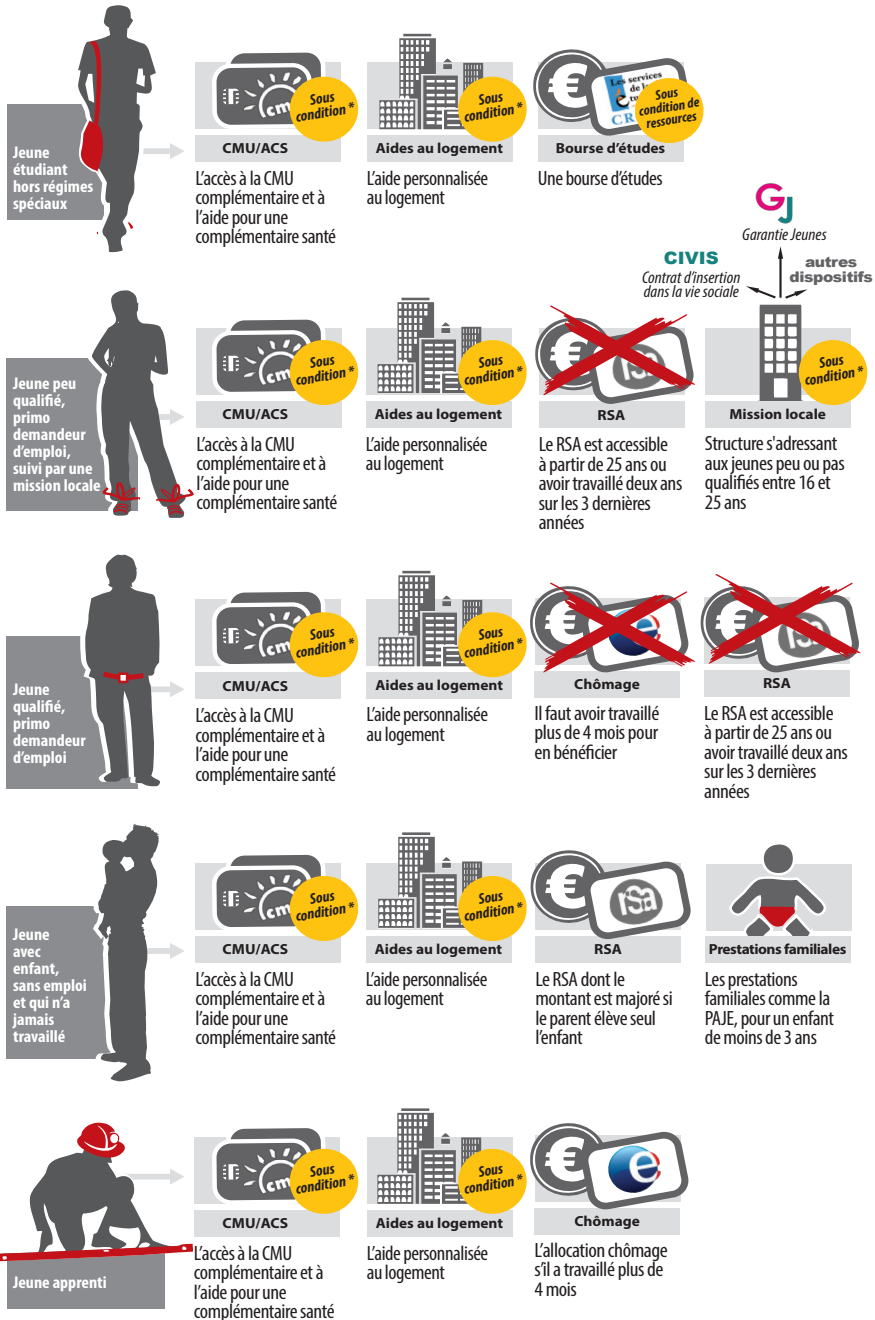 Jeune
étudiant
hors régimes
spéciaux
cm
Sous
condition *
CMU/ACS
L'accès à la CMU
complémentaire et à
l'aide pour une
complémentaire santé
Sous
condition *
Aides au logement
L'aide personnalisée
au logement
€
Les services
de l
CR
Sous
condition de
ressources
Bourse d'études
Une bourse d'études
GJ
Garantie Jeunes
CIVIS
Contrat d'insertion
dans la vie sociale
autres
dispositifs
Jeune peu
qualifié,
primo
demandeur
d'emploi,
suivi par une
mission locale
cm
Sous
condition *
CMU/ACS
L'accès à la CMU
complémentaire et à
l'aide pour une
complémentaire santé
Sous
condition *
Aides au logement
L'aide personnalisée
au logement
€
rsa
RSA
Le RSA est accessible
à partir de 25 ans ou
avoir travaillé deux ans
sur les 3 dernières
années
Sous
condition *
Mission locale
Structure s'adressant
aux jeunes peu ou pas
qualifiés entre 16 et
25 ans
Jeune
qualifié,
primo
demandeur
d'emploi
cm
Sous
condition *
CMU/ACS
L'accès à la CMU
complémentaire et à
l'aide pour une
complémentaire santé
Sous
condition *
Aides au logement
L'aide personnalisée
au logement
€
e
Chômage
Il faut avoir travaillé
plus de 4 mois pour
en bénéficier
€
rsa
RSA
Le RSA est accessible
à partir de 25 ans ou
avoir travaillé deux ans
sur les 3 dernières
années
Jeune
avec
enfant,
sans emploi
et qui n'a
jamais
travaillé
cm
Sous
condition *
CMU/ACS
L'accès à la CMU
complémentaire et à
l'aide pour une
complémentaire santé
Sous
condition *
Aides au logement
L'aide personnalisée
au logement
€
rsa
RSA
Le RSA dont le
montant est majoré si
le parent élève seul
l'enfant
Prestations familiales
Les prestations
familiales comme la
PAJE, pour un enfant
de moins de 3 ans
Jeune apprenti
cm
Sous
condition *
CMU/ACS
L'accès à la CMU
complémentaire et à
l'aide pour une
complémentaire santé
Sous
condition *
Aides au logement
L'aide personnalisée
au logement
€
e
Chômage
L'allocation chômage
s'il a travaillé plus de
4 mois